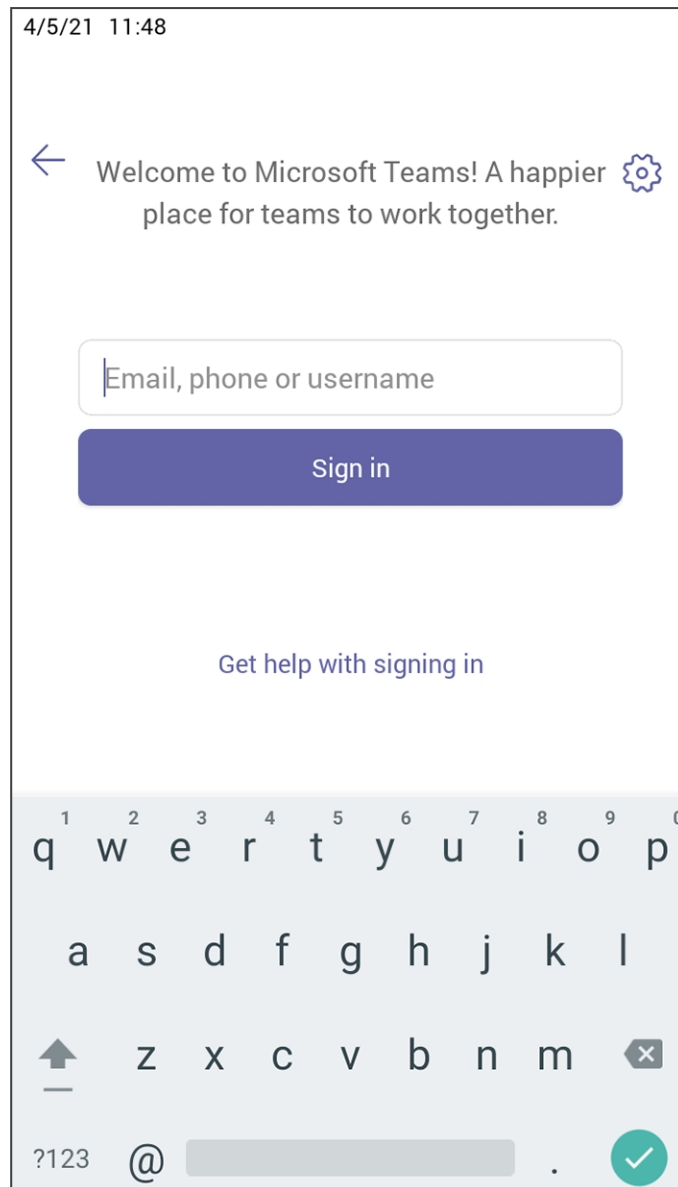 4/5/21 11:48
Welcome to Microsoft Teams! A happier
place for teams to work together.
Email, phone or username
Sign in
Get help with signing in
1 2 3 4 5 6 7 8 9 0
q w e r t y u i o p
a s d f g h j k l
z x c v b n m
?123 @ .